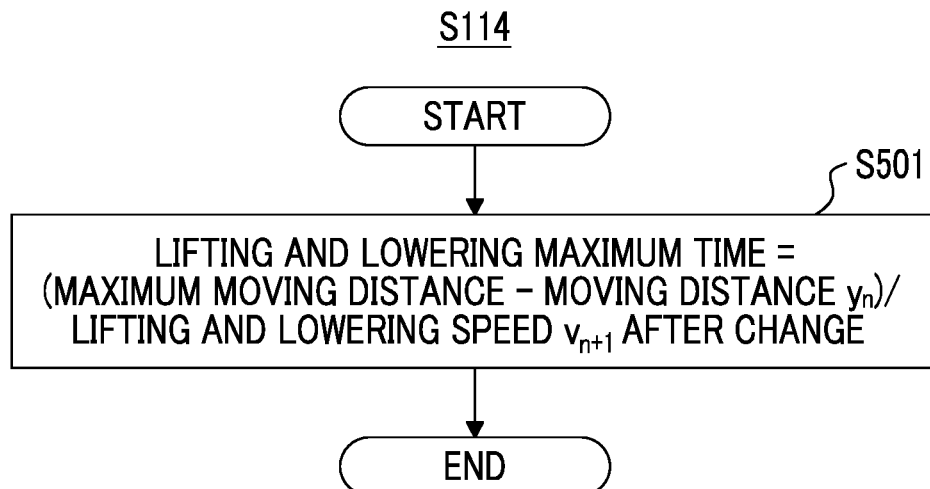 S114
START
S501
LIFTING AND LOWERING MAXIMUM TIME =
(MAXIMUM MOVING DISTANCE − MOVING DISTANCE yₙ)/
LIFTING AND LOWERING SPEED vₙ₊₁ AFTER CHANGE
END